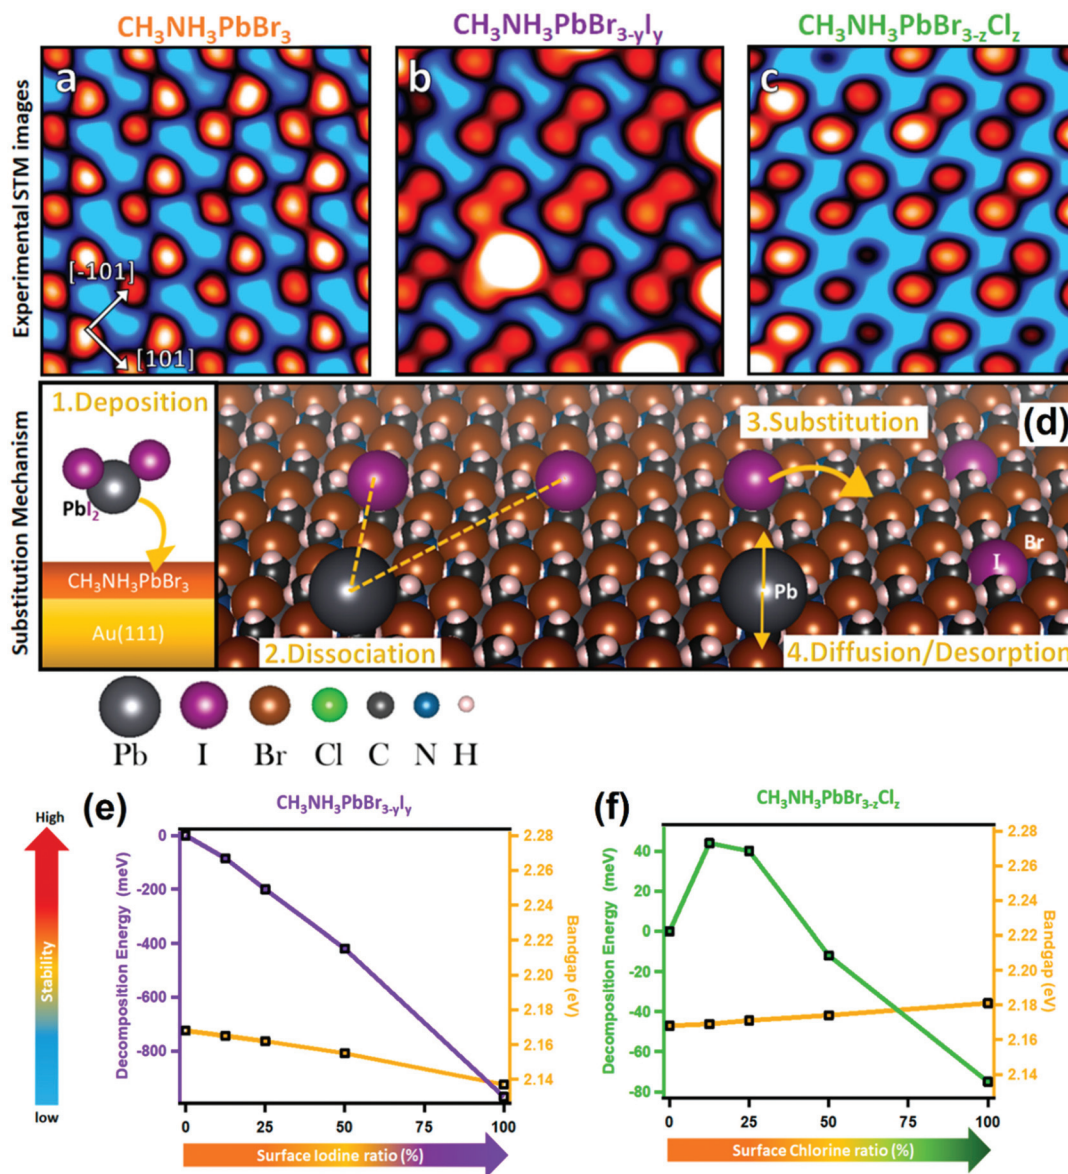 CH₃NH₃PbBr₃
CH₃NH₃PbBr₃₋ᵧIᵧ
CH₃NH₃PbBr₃₋zClz
Experimental STM images
a
b
c
[-101]
[101]
Substitution Mechanism
1.Deposition
PbI₂
CH₃NH₃PbBr₃
Au(111)
2.Dissociation
3.Substitution
(d)
Pb
Br
I
4.Diffusion/Desorption
Pb I Br Cl C N H
High
Stability
low
(e)
CH₃NH₃PbBr₃₋ᵧIᵧ
Decomposition Energy (meV)
0
-200
-400
-600
-800
2.28
2.26
2.24
2.22
2.20
2.18
2.16
2.14
Bandgap (eV)
0 25 50 75 100
Surface Iodine ratio (%)
(f)
CH₃NH₃PbBr₃₋zClz
Decomposition Energy (meV)
40
20
0
-20
-40
-60
-80
2.28
2.26
2.24
2.22
2.20
2.18
2.16
2.14
Bandgap (eV)
0 25 50 75 100
Surface Chlorine ratio (%)